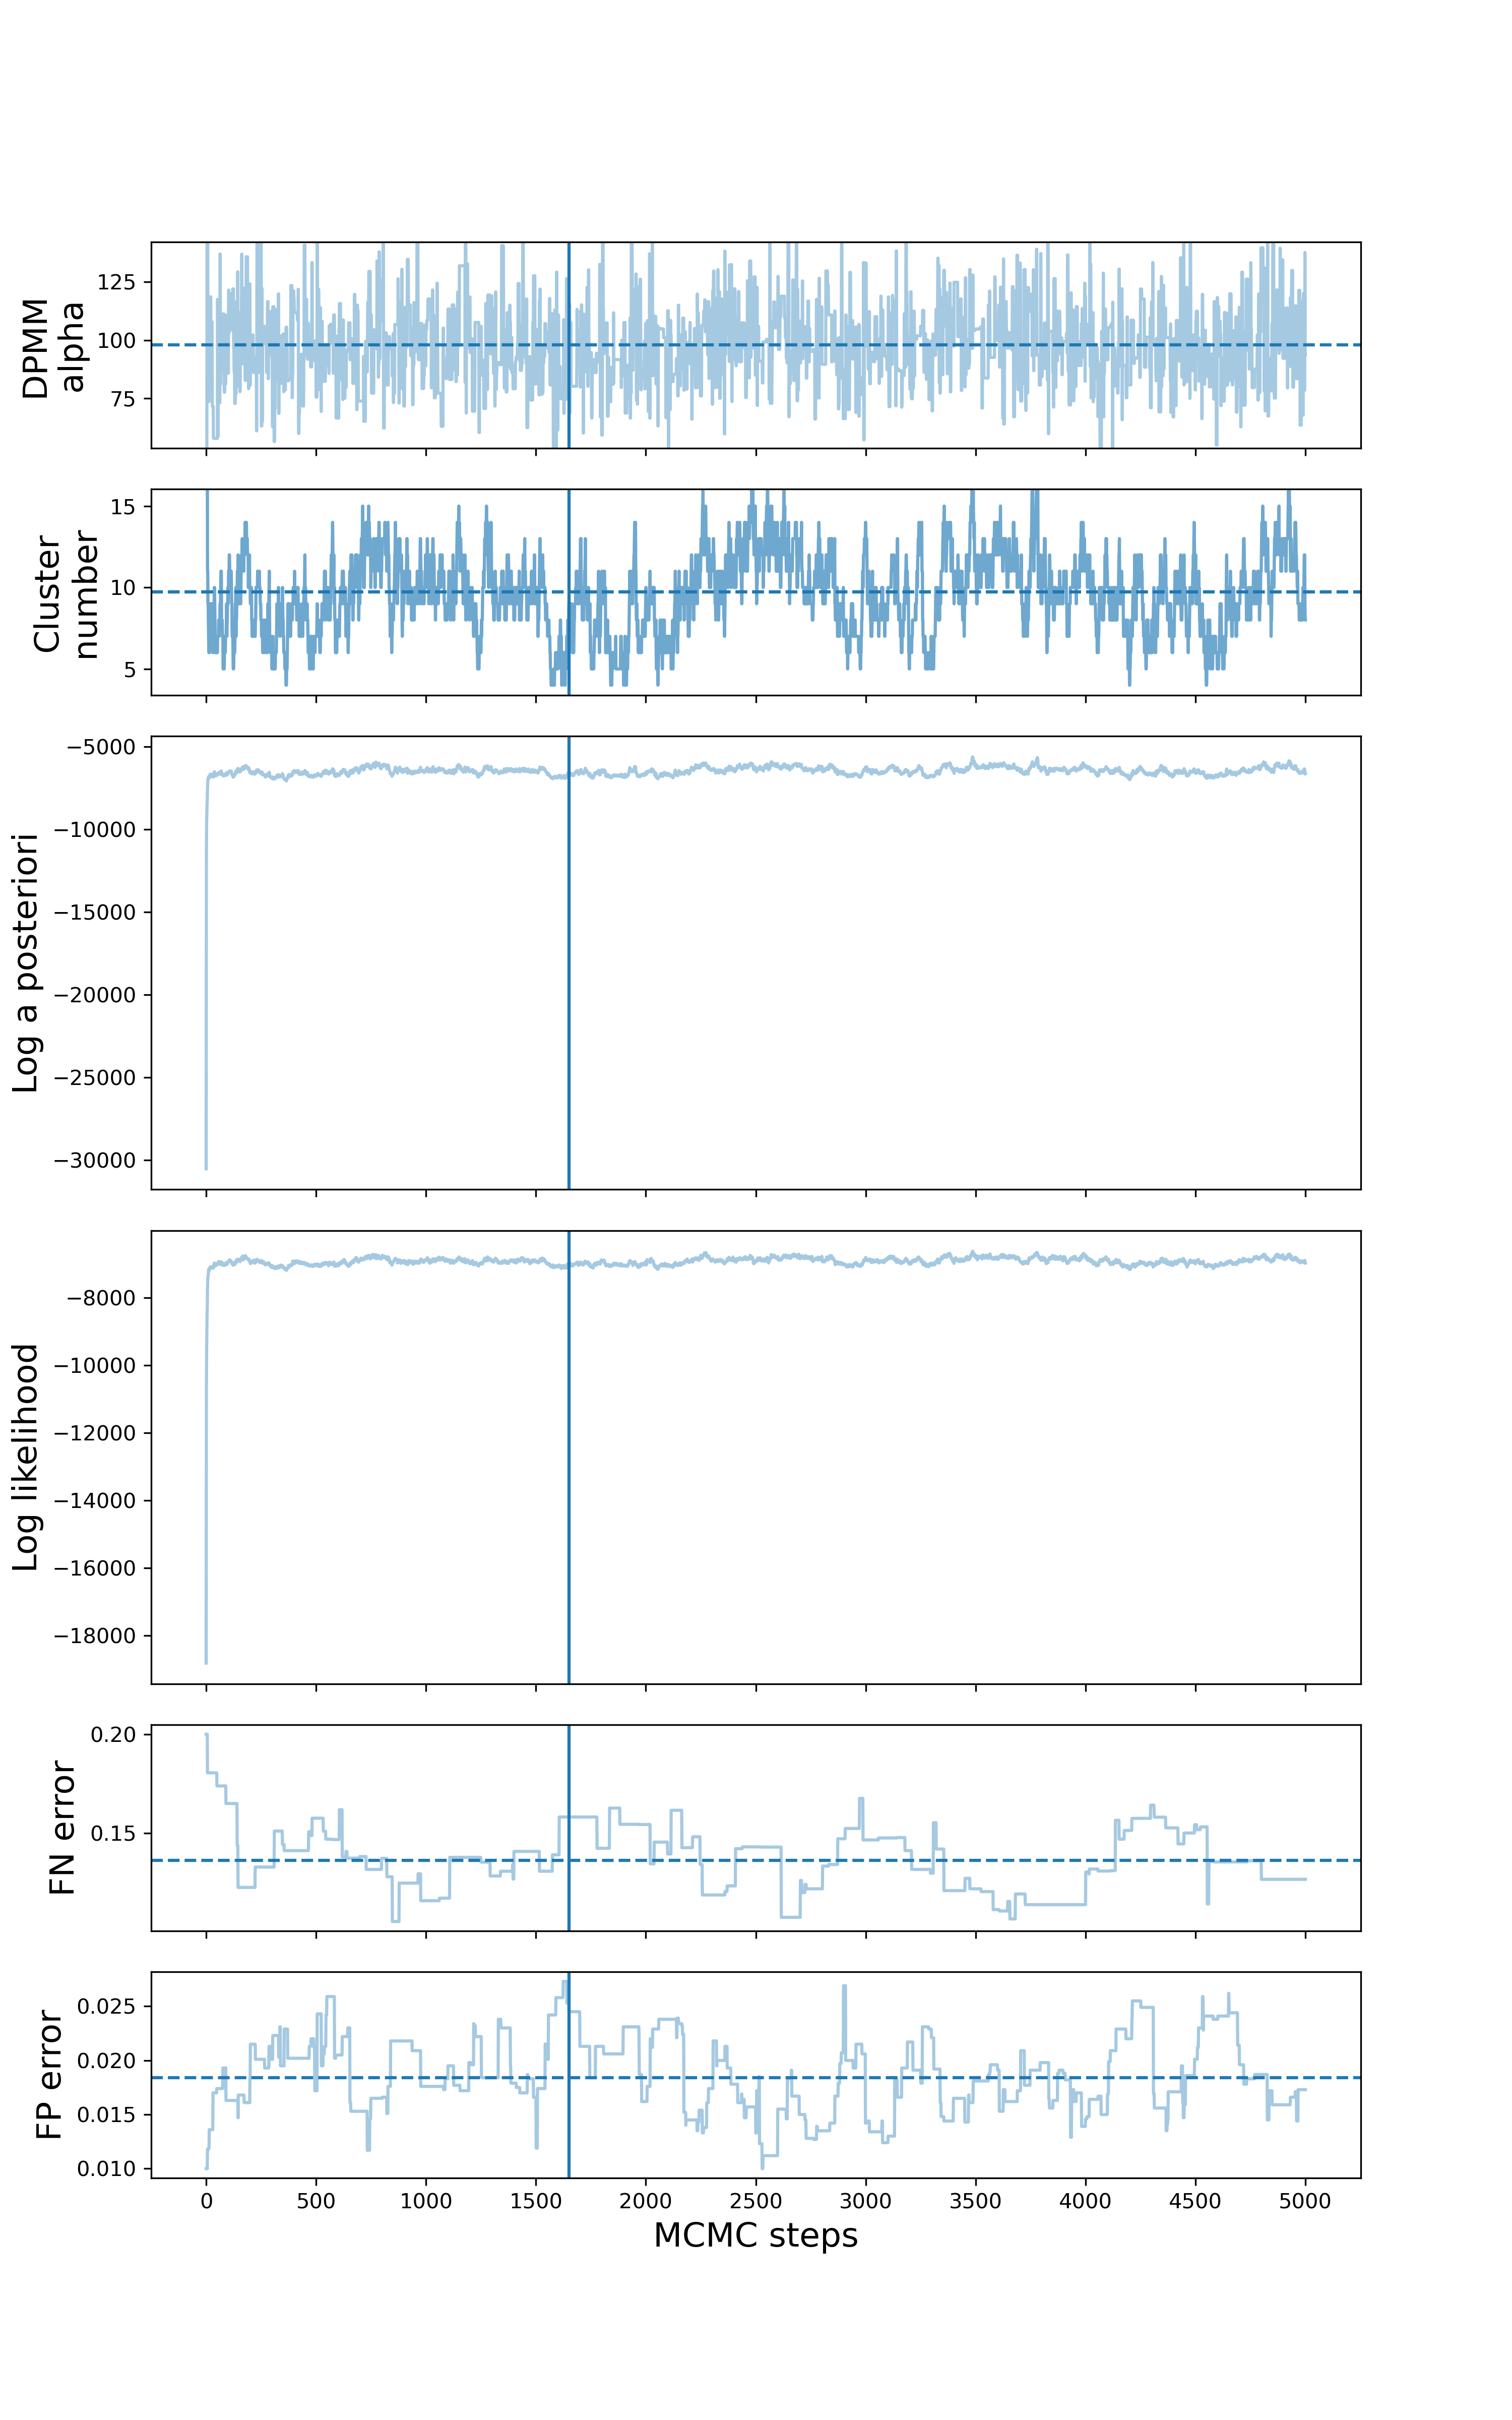 DPMM
alpha
125
100
75
Cluster
number
15
10
5
Log a posteriori
−5000
−10000
−15000
−20000
−25000
−30000
Log likelihood
−8000
−10000
−12000
−14000
−16000
−18000
FN error
0.20
0.15
FP error
0.025
0.020
0.015
0.010
0 500 1000 1500 2000 2500 3000 3500 4000 4500 5000
MCMC steps